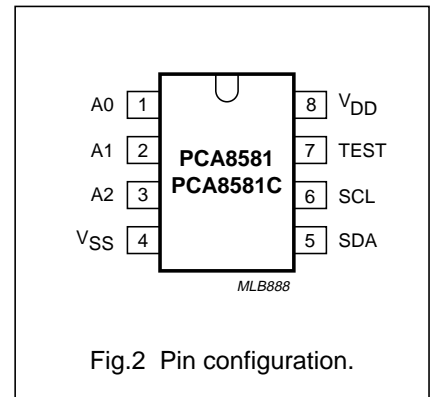 A0 1 8 VDD
A1 2 7 TEST
PCA8581
PCA8581C
A2 3 6 SCL
VSS 4 5 SDA
MLB888
Fig.2 Pin configuration.